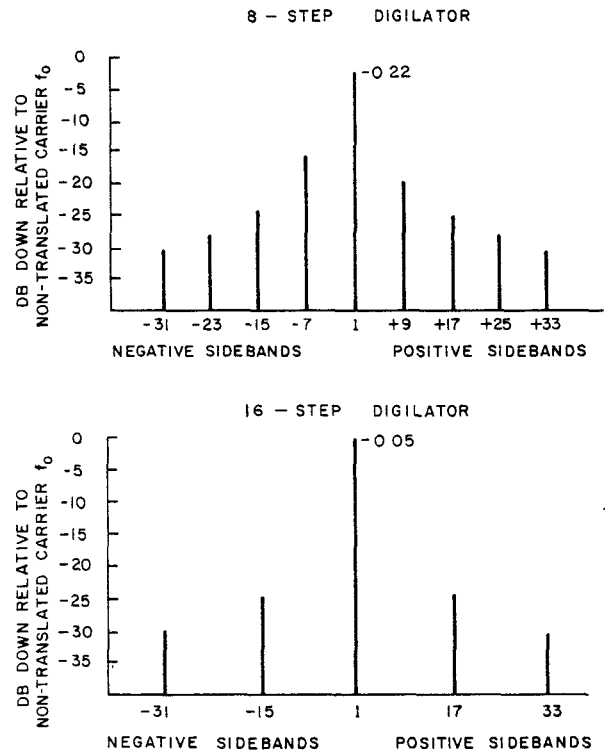 8 - STEP DIGILATOR
DB DOWN RELATIVE TO
NON-TRANSLATED CARRIER fo
0
-5
-10
-15
-20
-25
-30
-35
-0 22
-31 -23 -15 -7 1 +9 +17 +25 +33
NEGATIVE SIDEBANDS POSITIVE SIDEBANDS
16 - STEP DIGILATOR
DB DOWN RELATIVE TO
NON-TRANSLATED CARRIER fo
0
-5
-10
-15
-20
-25
-30
-35
-0 05
-31 -15 1 17 33
NEGATIVE SIDEBANDS POSITIVE SIDEBANDS